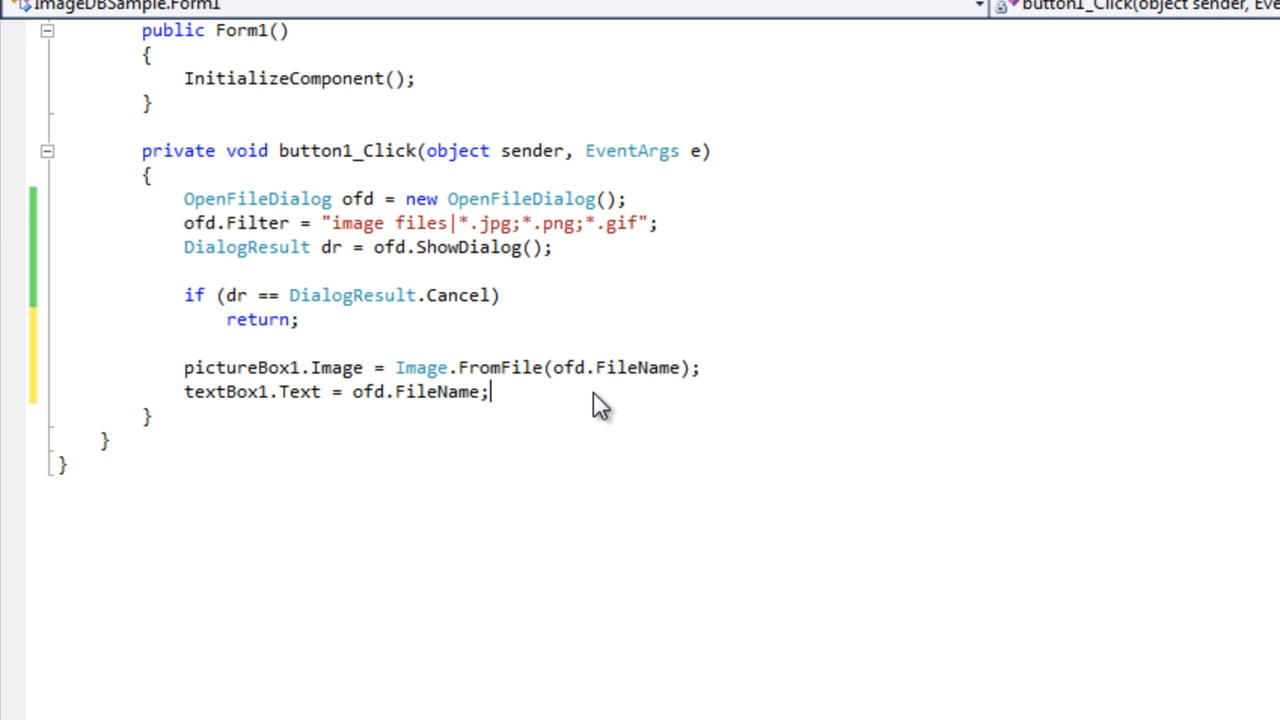 ImageDBSample.Form1 button1_Click(object sender, Eve
public Form1()
{
InitializeComponent();
}
private void button1_Click(object sender, EventArgs e)
{
OpenFileDialog ofd = new OpenFileDialog();
ofd.Filter = "image files|*.jpg;*.png;*.gif";
DialogResult dr = ofd.ShowDialog();
if (dr == DialogResult.Cancel)
return;
pictureBox1.Image = Image.FromFile(ofd.FileName);
textBox1.Text = ofd.FileName;
}
}
}